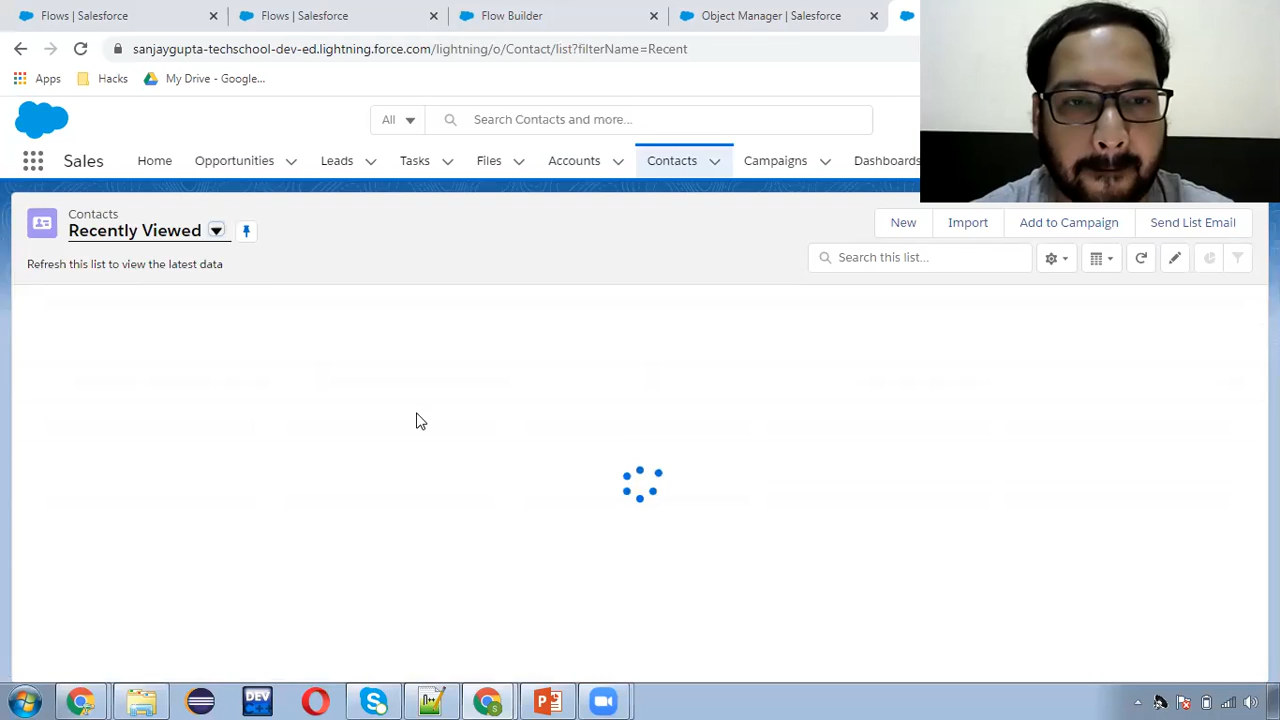 Flows | Salesforce
Flows | Salesforce
Flow Builder
Object Manager | Salesforce
sanjaygupta-techschool-dev-ed.lightning.force.com/lightning/o/Contact/list?filterName=Recent
Apps
Hacks
My Drive - Google...
All
Search Contacts and more...
Sales
Home
Opportunities
Leads
Tasks
Files
Accounts
Contacts
Campaigns
Dashboards
Contacts
Recently Viewed
New
Import
Add to Campaign
Send List Email
Refresh this list to view the latest data
Search this list...
DEV
C++